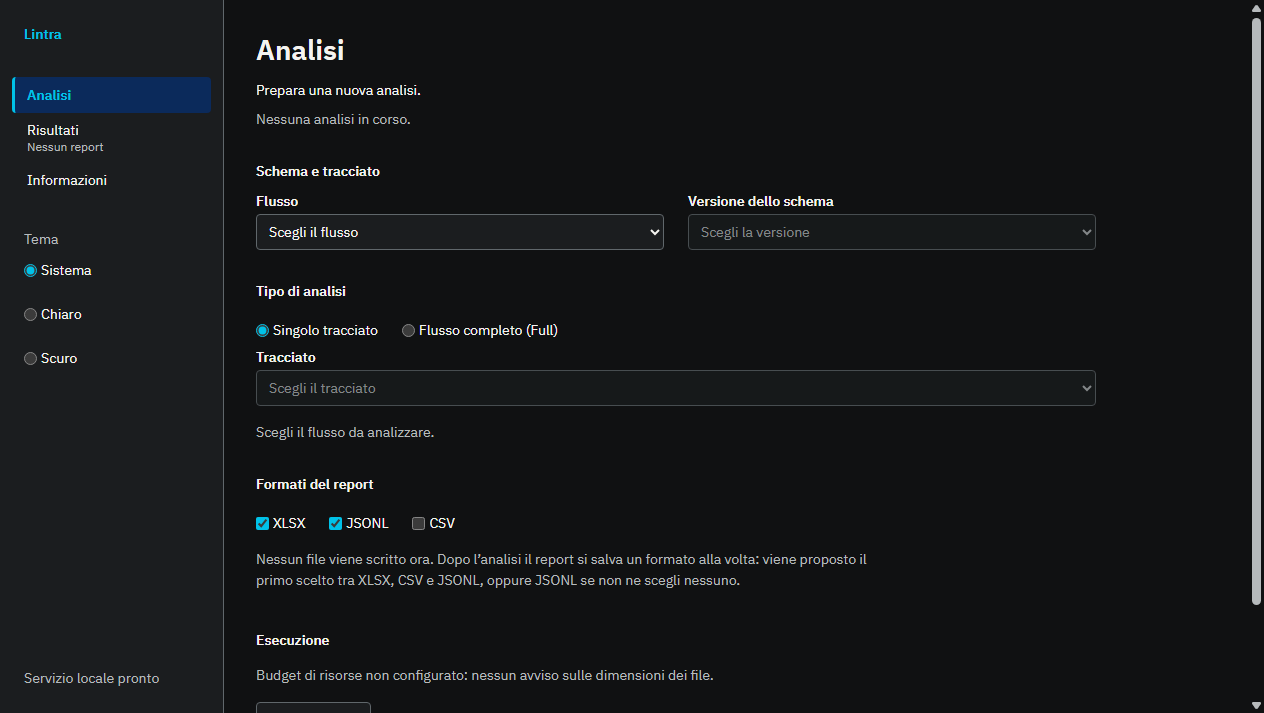 Lintra
Analisi
Risultati
Nessun report
Informazioni
Tema
Sistema
Chiaro
Scuro
Servizio locale pronto
Analisi
Prepara una nuova analisi.
Nessuna analisi in corso.
Schema e tracciato
Flusso
Versione dello schema
Scegli il flusso
Scegli la versione
Tipo di analisi
Singolo tracciato
Flusso completo (Full)
Tracciato
Scegli il tracciato
Scegli il flusso da analizzare.
Formati del report
XLSX
JSONL
CSV
Nessun file viene scritto ora. Dopo l’analisi il report si salva un formato alla volta: viene proposto il
primo scelto tra XLSX, CSV e JSONL, oppure JSONL se non ne scegli nessuno.
Esecuzione
Budget di risorse non configurato: nessun avviso sulle dimensioni dei file.